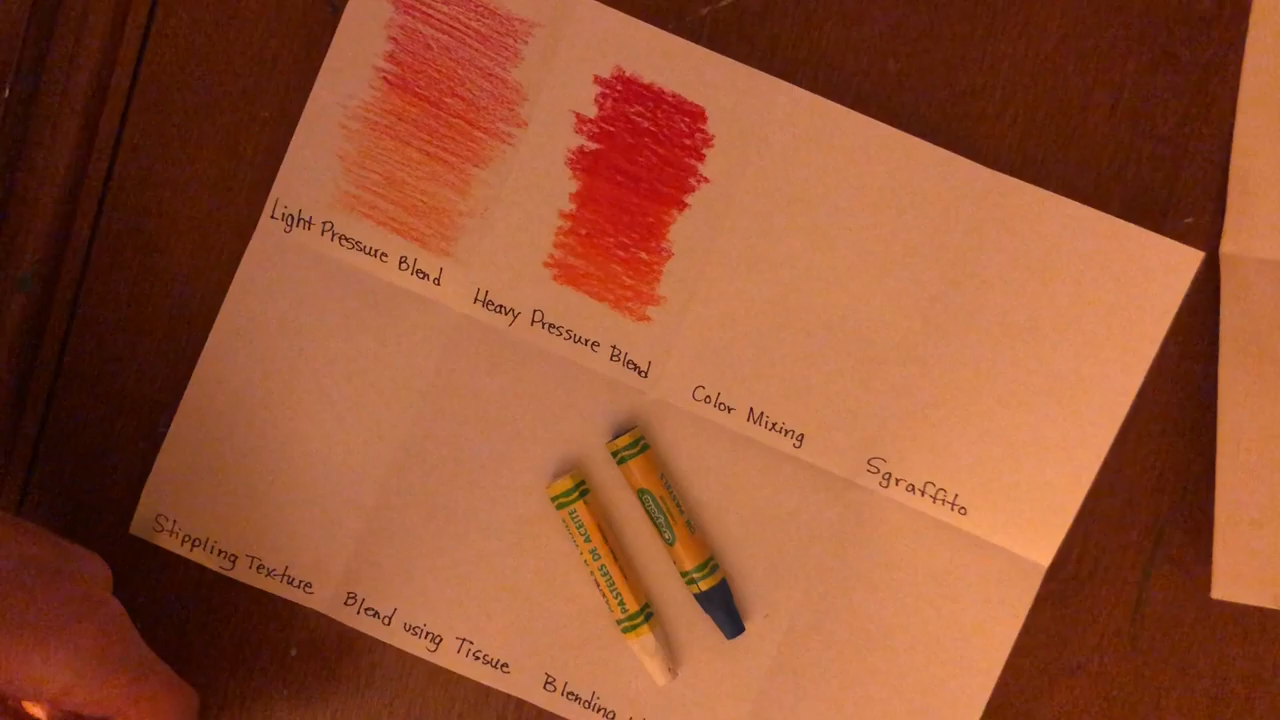 Light Pressure Blend
Heavy Pressure Blend
Color Mixing
Sgraffito
Stippling Texture
Blend using Tissue
Blending
PASTELES DE ACEITE
Crayola